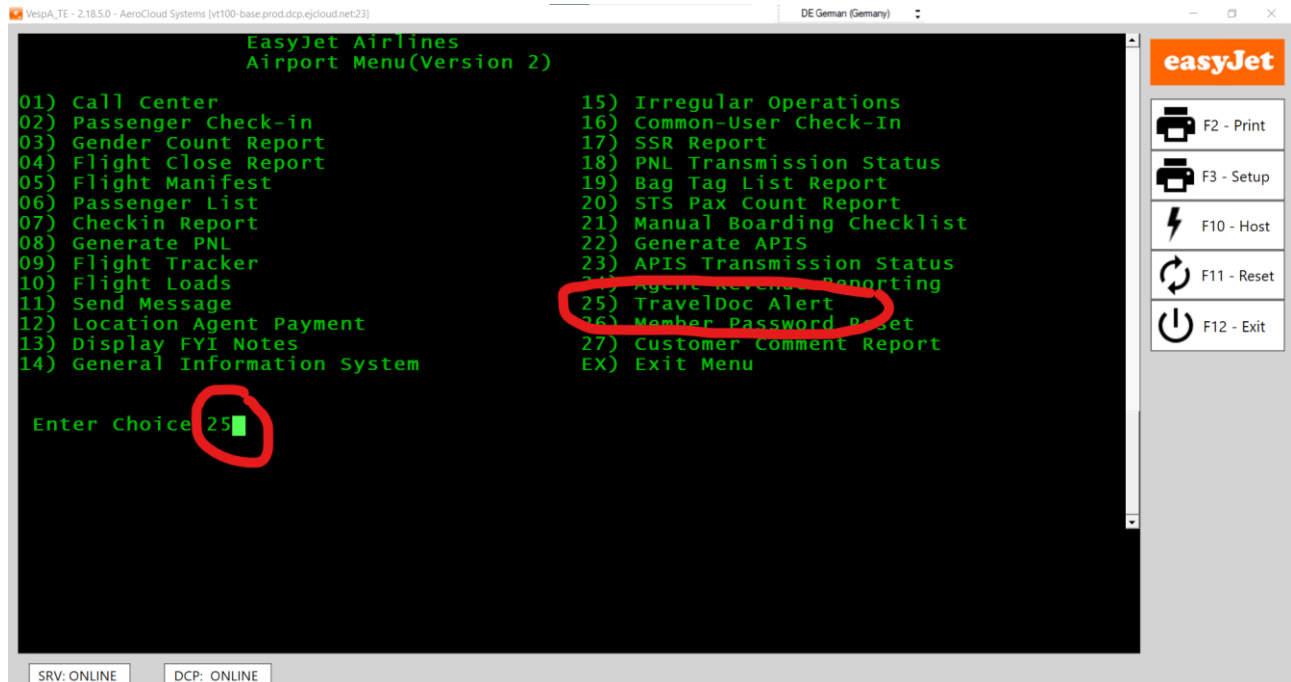 VespA_TE - 2.18.5.0 - AeroCloud Systems [vt100-base.prod.dcp.ejcloud.net:23]
DE German (Germany)
EasyJet Airlines
Airport Menu(Version 2)
01) Call Center
02) Passenger Check-in
03) Gender Count Report
04) Flight Close Report
05) Flight Manifest
06) Passenger List
07) Checkin Report
08) Generate PNL
09) Flight Tracker
10) Flight Loads
11) Send Message
12) Location Agent Payment
13) Display FYI Notes
14) General Information System
15) Irregular Operations
16) Common-User Check-In
17) SSR Report
18) PNL Transmission Status
19) Bag Tag List Report
20) STS Pax Count Report
21) Manual Boarding Checklist
22) Generate APIS
23) APIS Transmission Status
24) Agent Revenue Reporting
25) TravelDoc Alert
26) Member Password Reset
27) Customer Comment Report
EX) Exit Menu
Enter Choice 25
easyJet
F2 - Print
F3 - Setup
F10 - Host
F11 - Reset
F12 - Exit
SRV: ONLINE
DCP: ONLINE